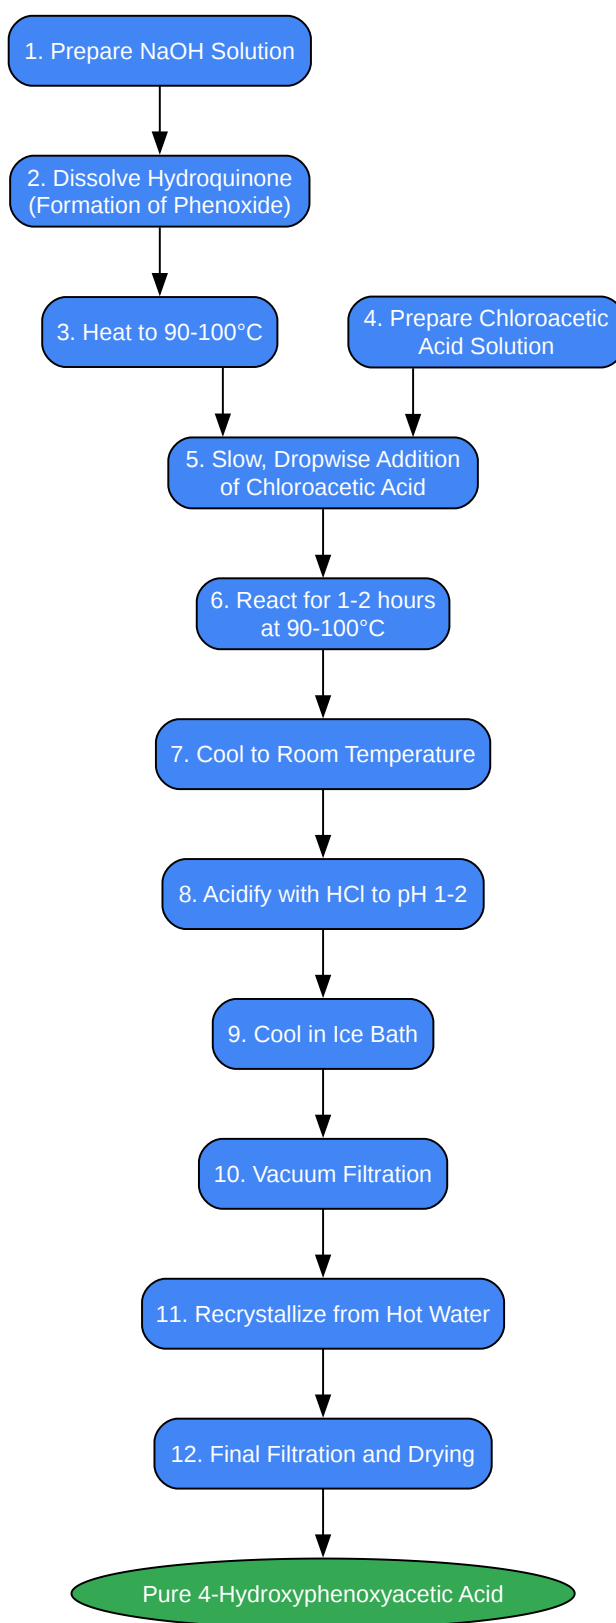 1. Prepare NaOH Solution
2. Dissolve Hydroquinone
(Formation of Phenoxide)
3. Heat to 90-100°C
4. Prepare Chloroacetic
Acid Solution
5. Slow, Dropwise Addition
of Chloroacetic Acid
6. React for 1-2 hours
at 90-100°C
7. Cool to Room Temperature
8. Acidify with HCl to pH 1-2
9. Cool in Ice Bath
10. Vacuum Filtration
11. Recrystallize from Hot Water
12. Final Filtration and Drying
Pure 4-Hydroxyphenoxyacetic Acid